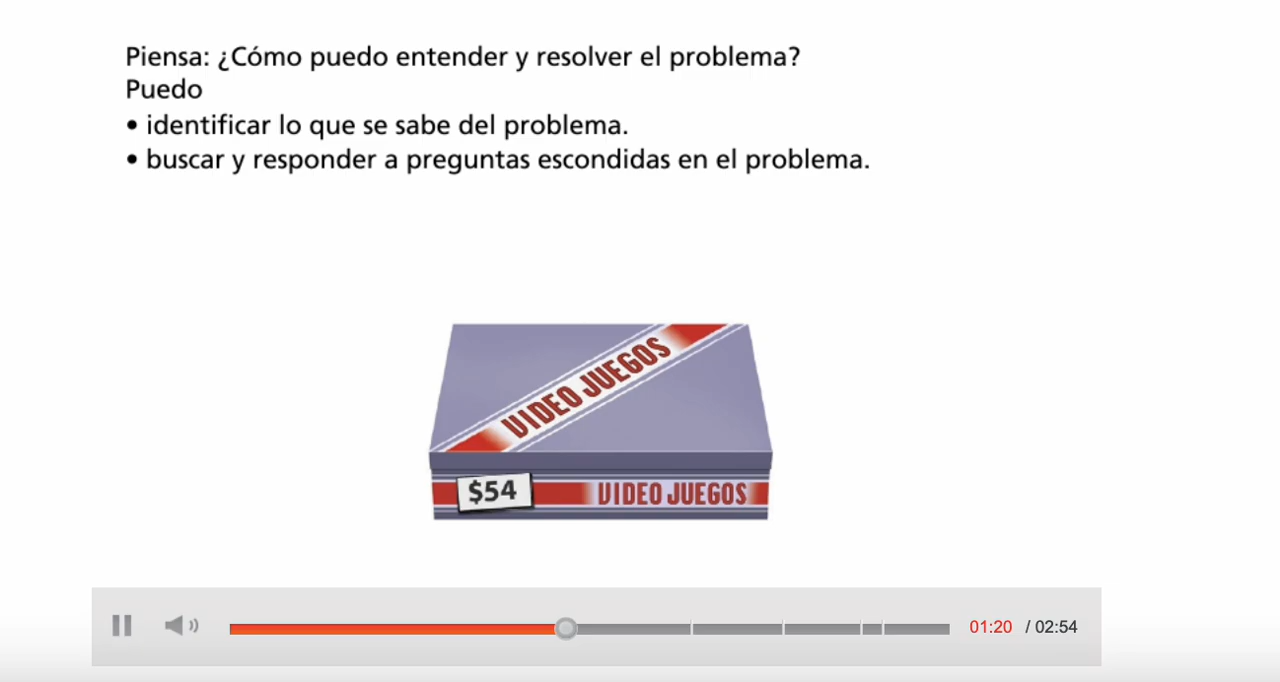 Piensa: ¿Cómo puedo entender y resolver el problema?
Puedo
• identificar lo que se sabe del problema.
• buscar y responder a preguntas escondidas en el problema.
VIDEO JUEGOS
$54
VIDEO JUEGOS
01:20 / 02:54